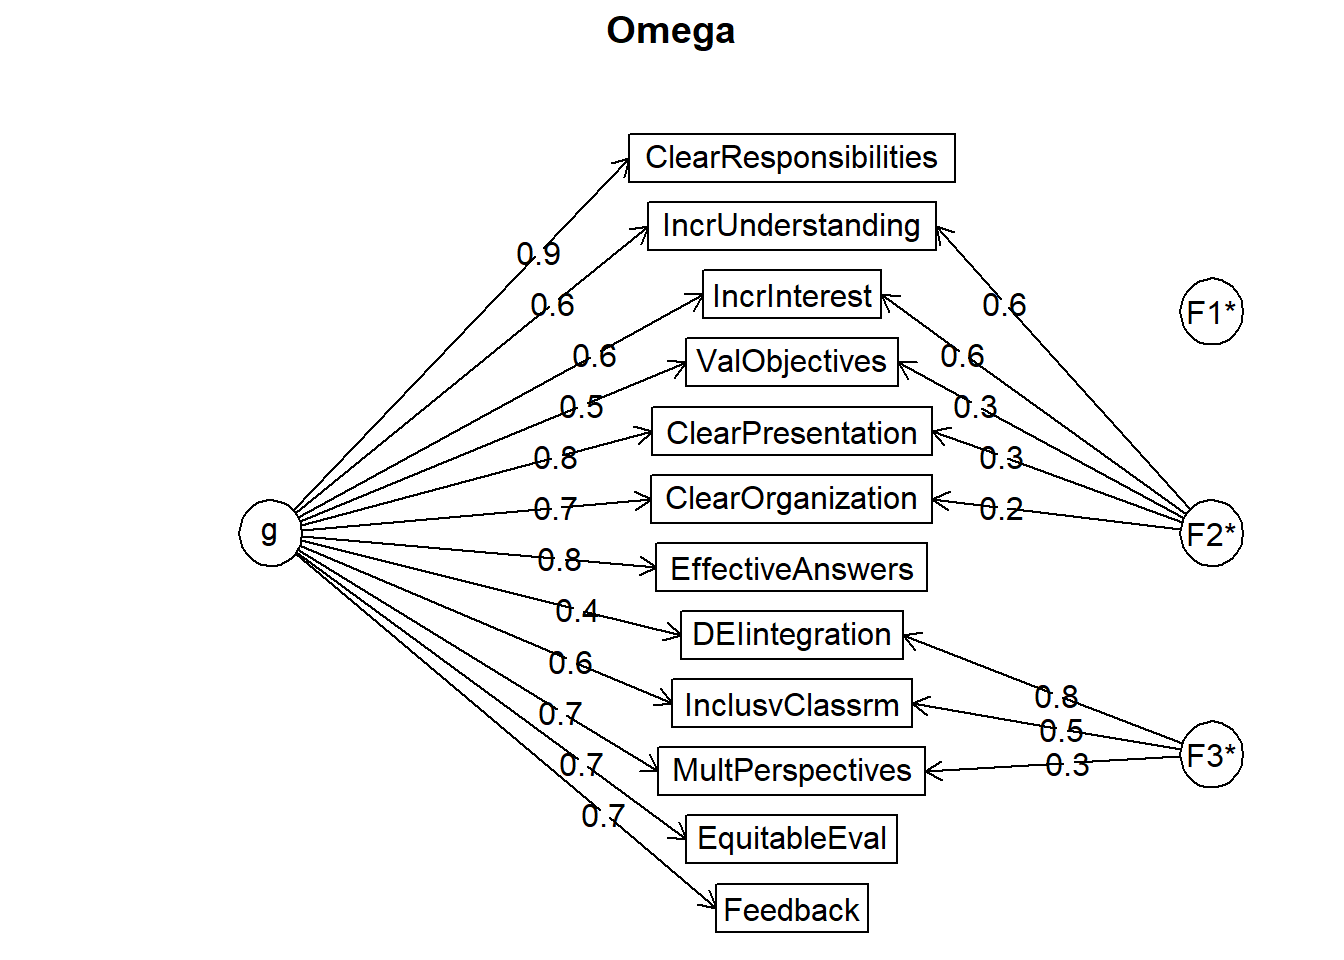 Omega
ClearResponsibilities
IncrUnderstanding
IncrInterest
ValObjectives
ClearPresentation
ClearOrganization
EffectiveAnswers
DEIintegration
InclusvClassrm
MultPerspectives
EquitableEval
Feedback
g
0.9
0.6
0.6
0.5
0.8
0.7
0.8
0.4
0.6
0.7
0.7
0.7
F1*
F2*
F3*
0.6
0.6
0.3
0.3
0.2
0.8
0.5
0.3